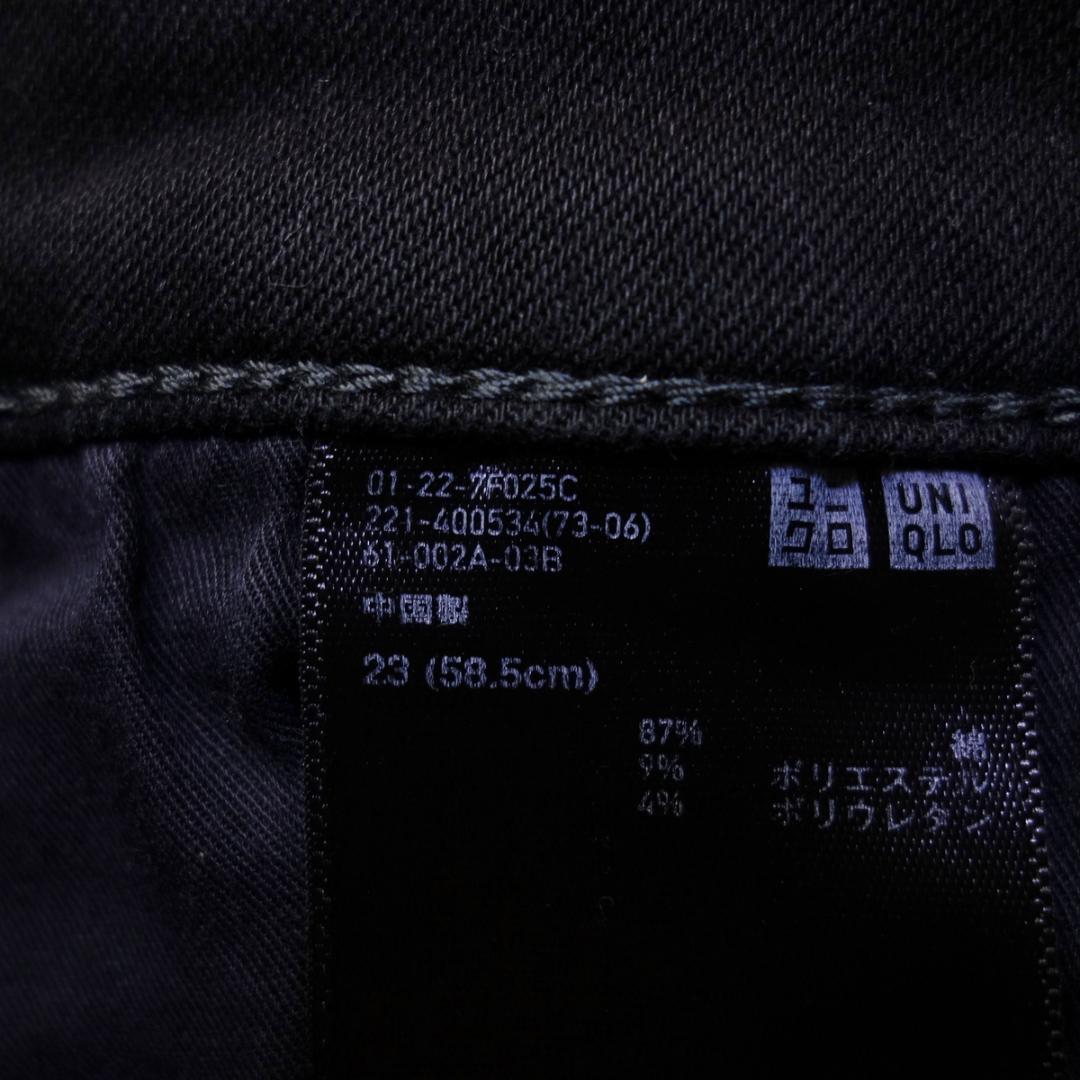 01-22-7F025C
221-400534(73-06)
61-002A-03B
ユニ
クロ
UNI
QLO
中国製
23 (58.5cm)
87% 綿
9% ポリエステル
4% ポリウレタン